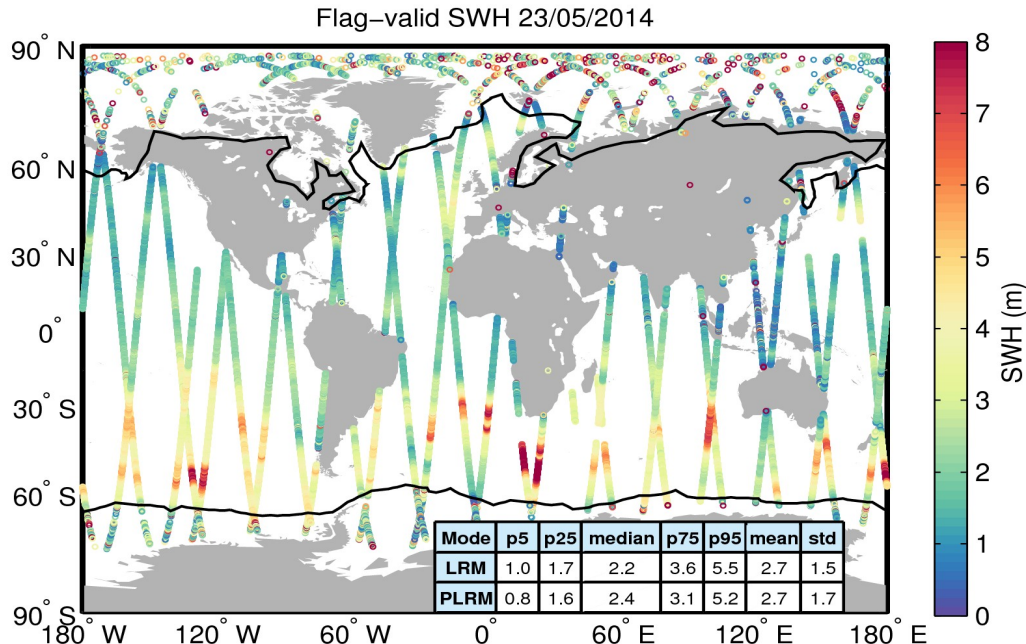 Flag-valid SWH 23/05/2014
90° N
60° N
30° N
0°
30° S
60° S
90° S
180° W 120° W 60° W 0° 60° E 120° E 180° E
Mode p5 p25 median p75 p95 mean std
LRM 1.0 1.7 2.2 3.6 5.5 2.7 1.5
PLRM 0.8 1.6 2.4 3.1 5.2 2.7 1.7
8
7
6
5
4
3
2
1
0
SWH (m)